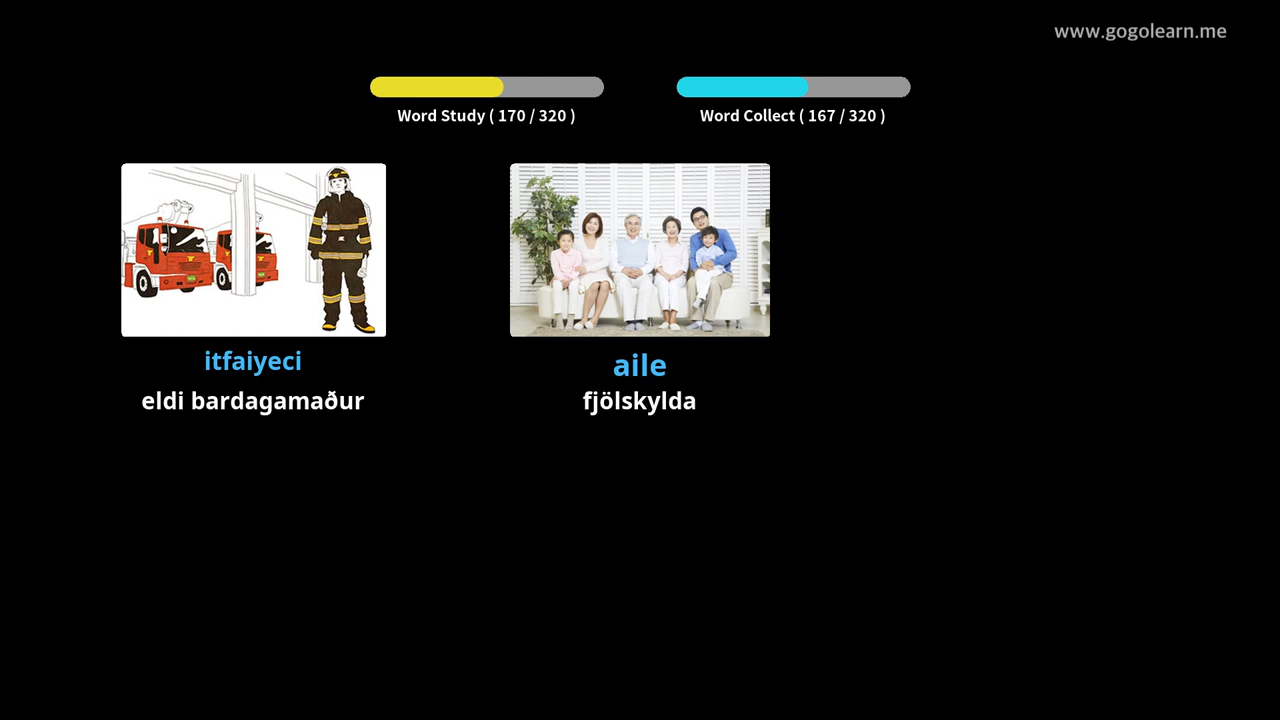 www.gogolearn.me
Word Study ( 170 / 320 )
Word Collect ( 167 / 320 )
itfaiyeci
eldi bardagamaður
aile
fjölskylda